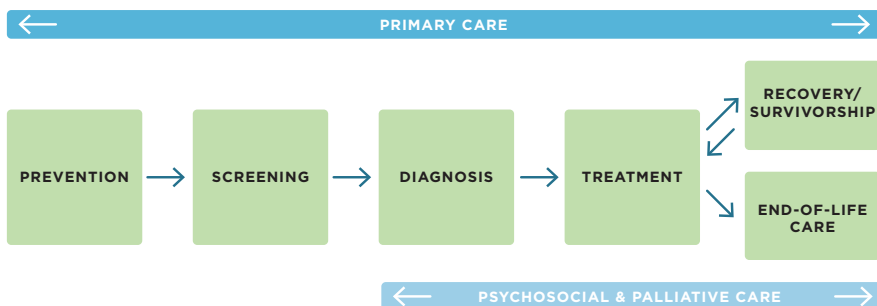 PRIMARY CARE
PREVENTION
SCREENING
DIAGNOSIS
TREATMENT
RECOVERY/
SURVIVORSHIP
END-OF-LIFE
CARE
PSYCHOSOCIAL & PALLIATIVE CARE